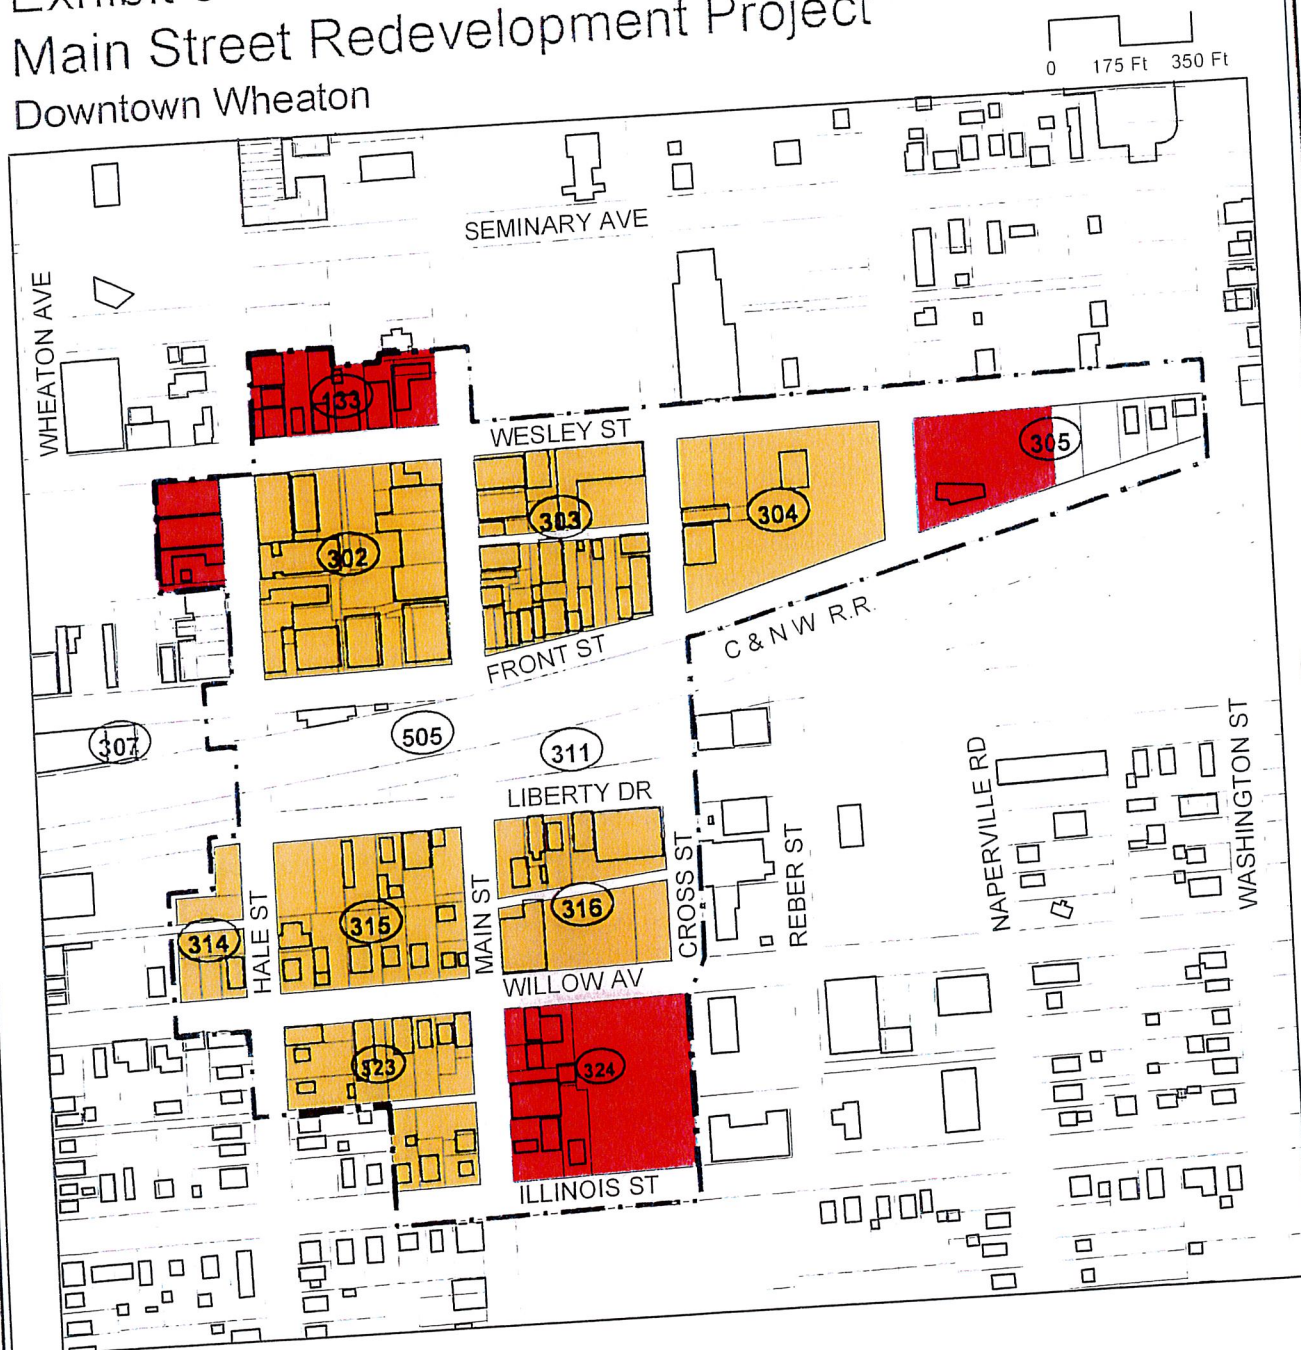 Exhibit
Main Street Redevelopment Project
Downtown Wheaton
0 175 Ft 350 Ft
SEMINARY AVE
WHEATON AVE
133
WESLEY ST
305
302
303
304
FRONT ST
C & N W R.R.
307
505
311
LIBERTY DR
NAPERVILLE RD
WASHINGTON ST
314
HALE ST
315
MAIN ST
316
CROSS ST
REBER ST
WILLOW AV
323
324
ILLINOIS ST